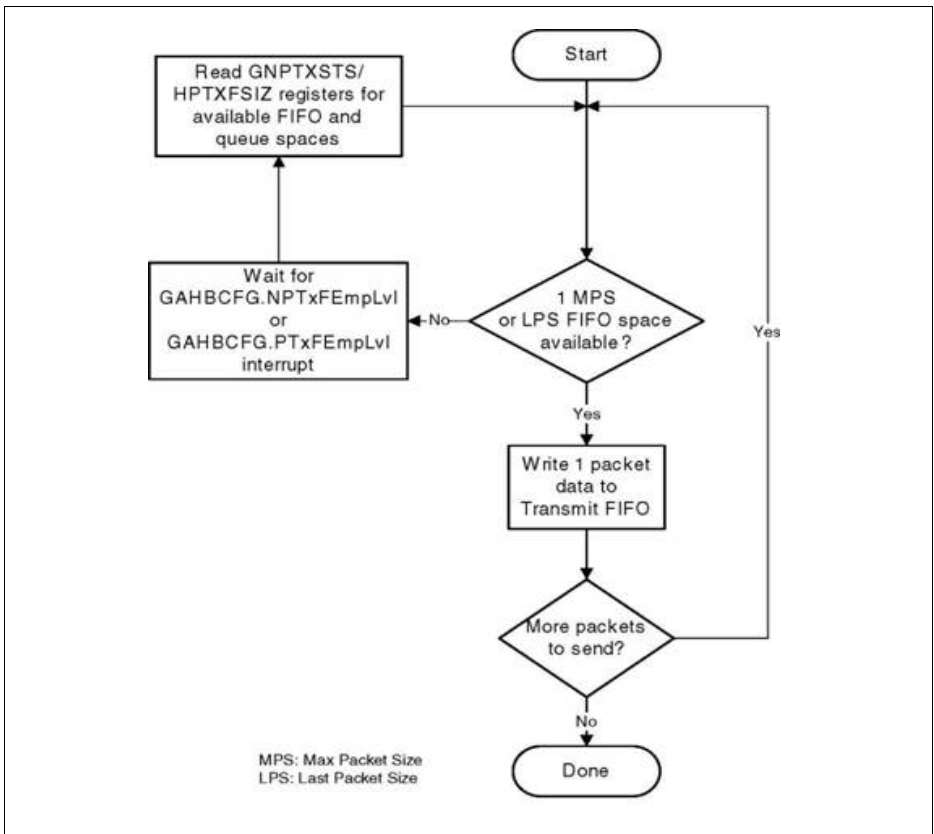 Start
Read GNPTXSTS/
HPTXFSIZ registers for
available FIFO and
queue spaces
Wait for
GAHBCFG.NPTxFEmpLvl
or
GAHBCFG.PTxFEmpLvl
interrupt
No
1 MPS
or LPS FIFO space
available?
Yes
Yes
Write 1 packet
data to
Transmit FIFO
More packets
to send?
No
Done
MPS: Max Packet Size
LPS: Last Packet Size